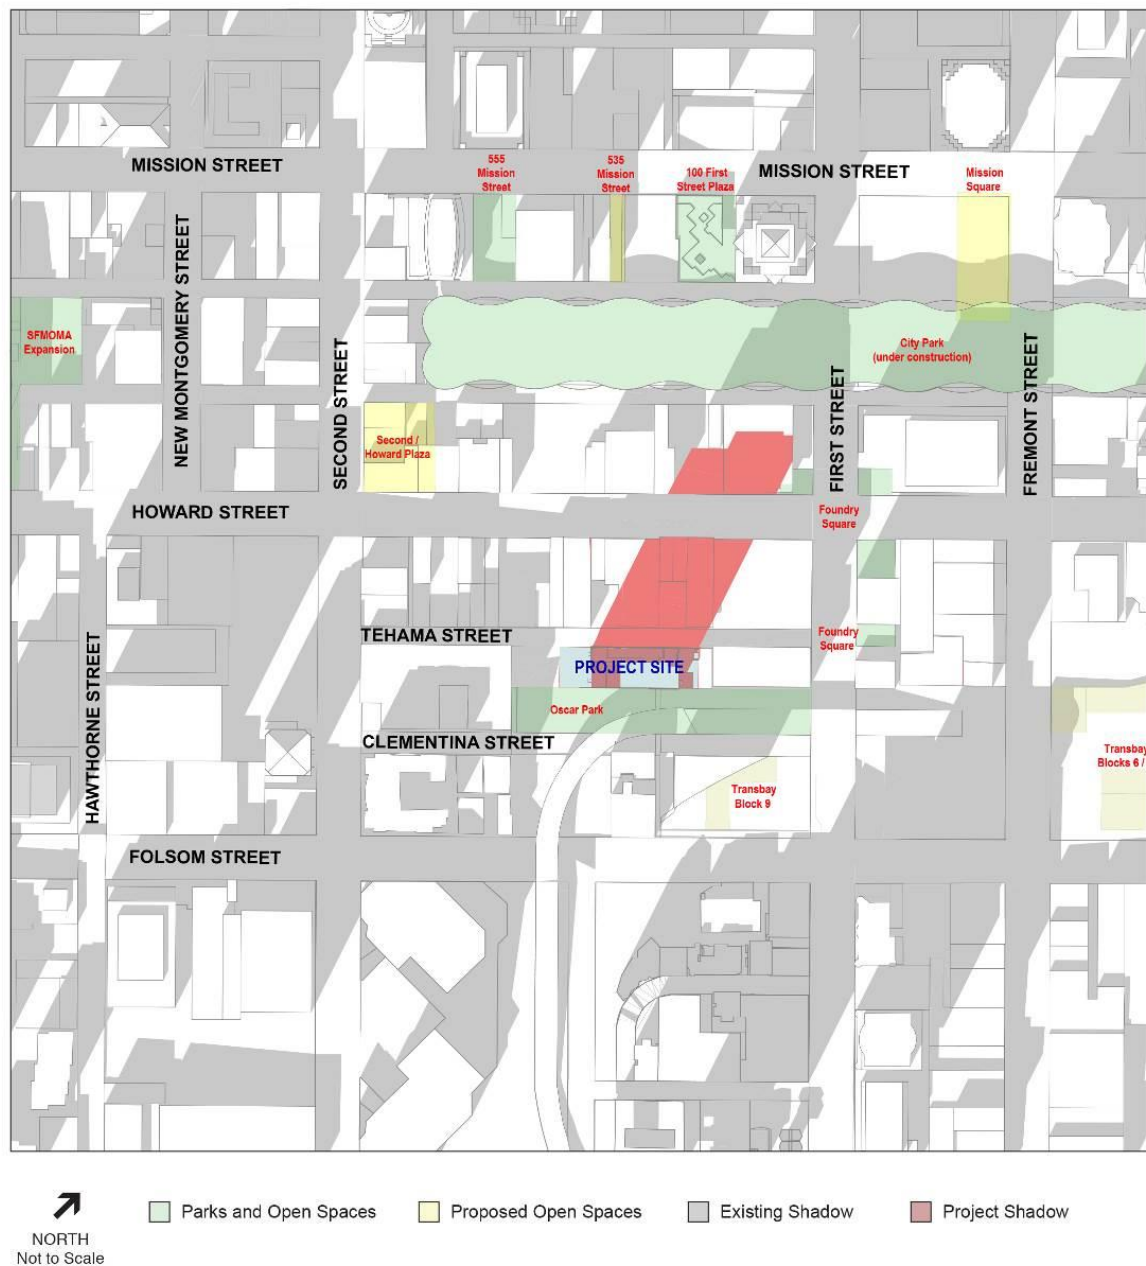 555
Mission
Street
535
Mission
Street
100 First
Street Plaza
Mission
Square
MISSION STREET
MISSION STREET
NEW MONTGOMERY STREET
SECOND STREET
SFMOMA
Expansion
City Park
(under construction)
FIRST STREET
FREMONT STREET
Second /
Howard Plaza
HOWARD STREET
Foundry
Square
TEHAMA STREET
Foundry
Square
PROJECT SITE
HAWTHORNE STREET
Oscar Park
CLEMENTINA STREET
Transbay
Blocks 6 /
Transbay
Block 9
FOLSOM STREET
NORTH
Not to Scale
Parks and Open Spaces
Proposed Open Spaces
Existing Shadow
Project Shadow